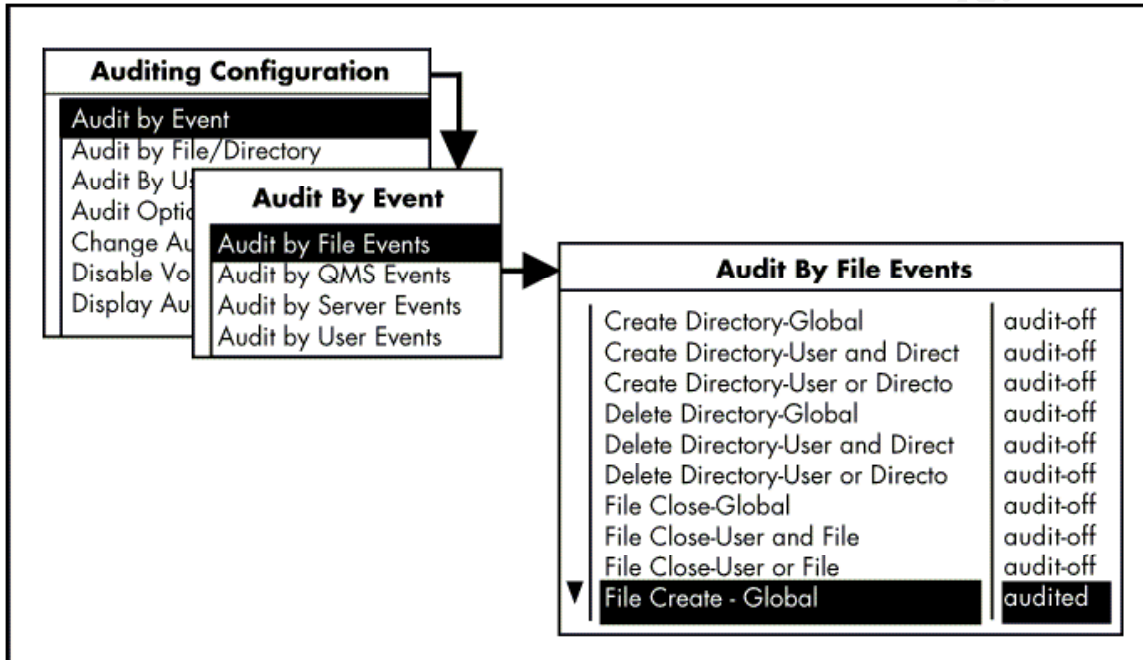 Auditing Configuration
Audit by Event
Audit by File/Directory
Audit By Us
Audit Optio
Change Au
Disable Vo
Display Au
Audit By Event
Audit by File Events
Audit by QMS Events
Audit by Server Events
Audit by User Events
Audit By File Events
Create Directory-Global audit-off
Create Directory-User and Direct audit-off
Create Directory-User or Directo audit-off
Delete Directory-Global audit-off
Delete Directory-User and Direct audit-off
Delete Directory-User or Directo audit-off
File Close-Global audit-off
File Close-User and File audit-off
File Close-User or File audit-off
File Create - Global audited